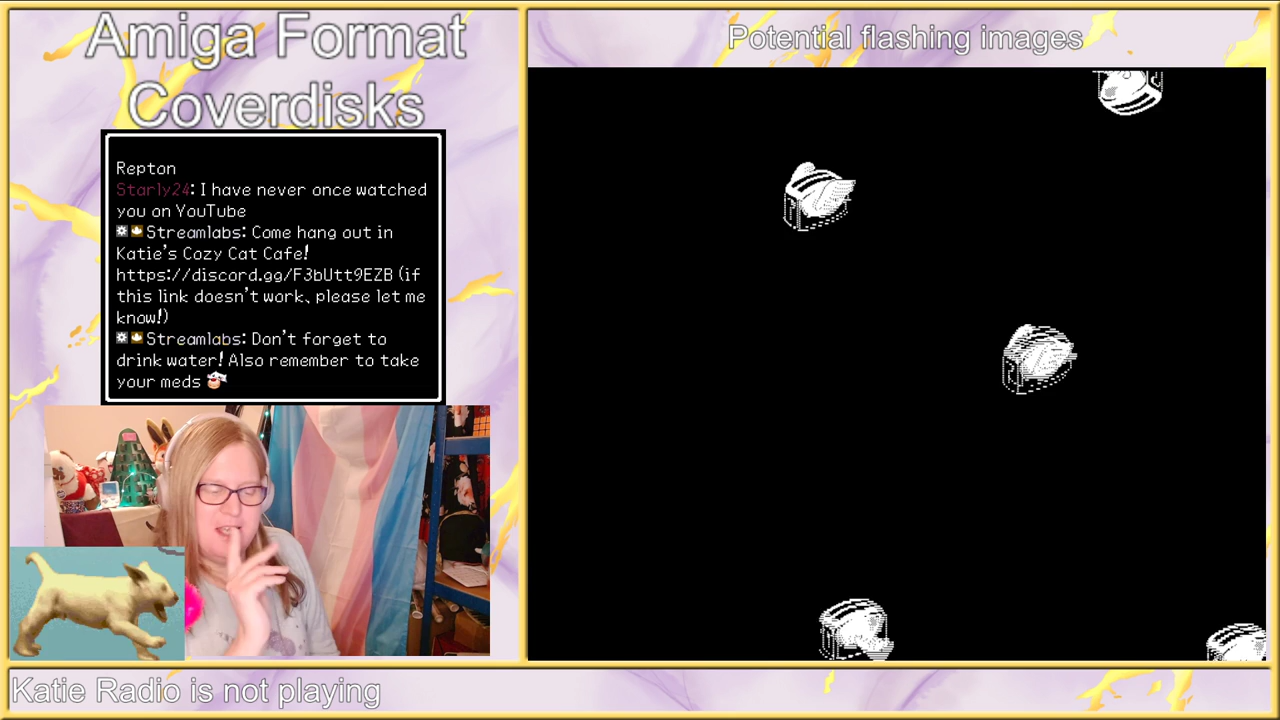 Amiga Format
Coverdisks
Potential flashing images
Repton
Starly24: I have never once watched
you on YouTube
Streamlabs: Come hang out in
Katie's Cozy Cat Cafe!
https://discord.gg/F3bUtt9EZB (if
this link doesn't work, please let me
know!)
Streamlabs: Don't forget to
drink water! Also remember to take
your meds
Katie Radio is not playing